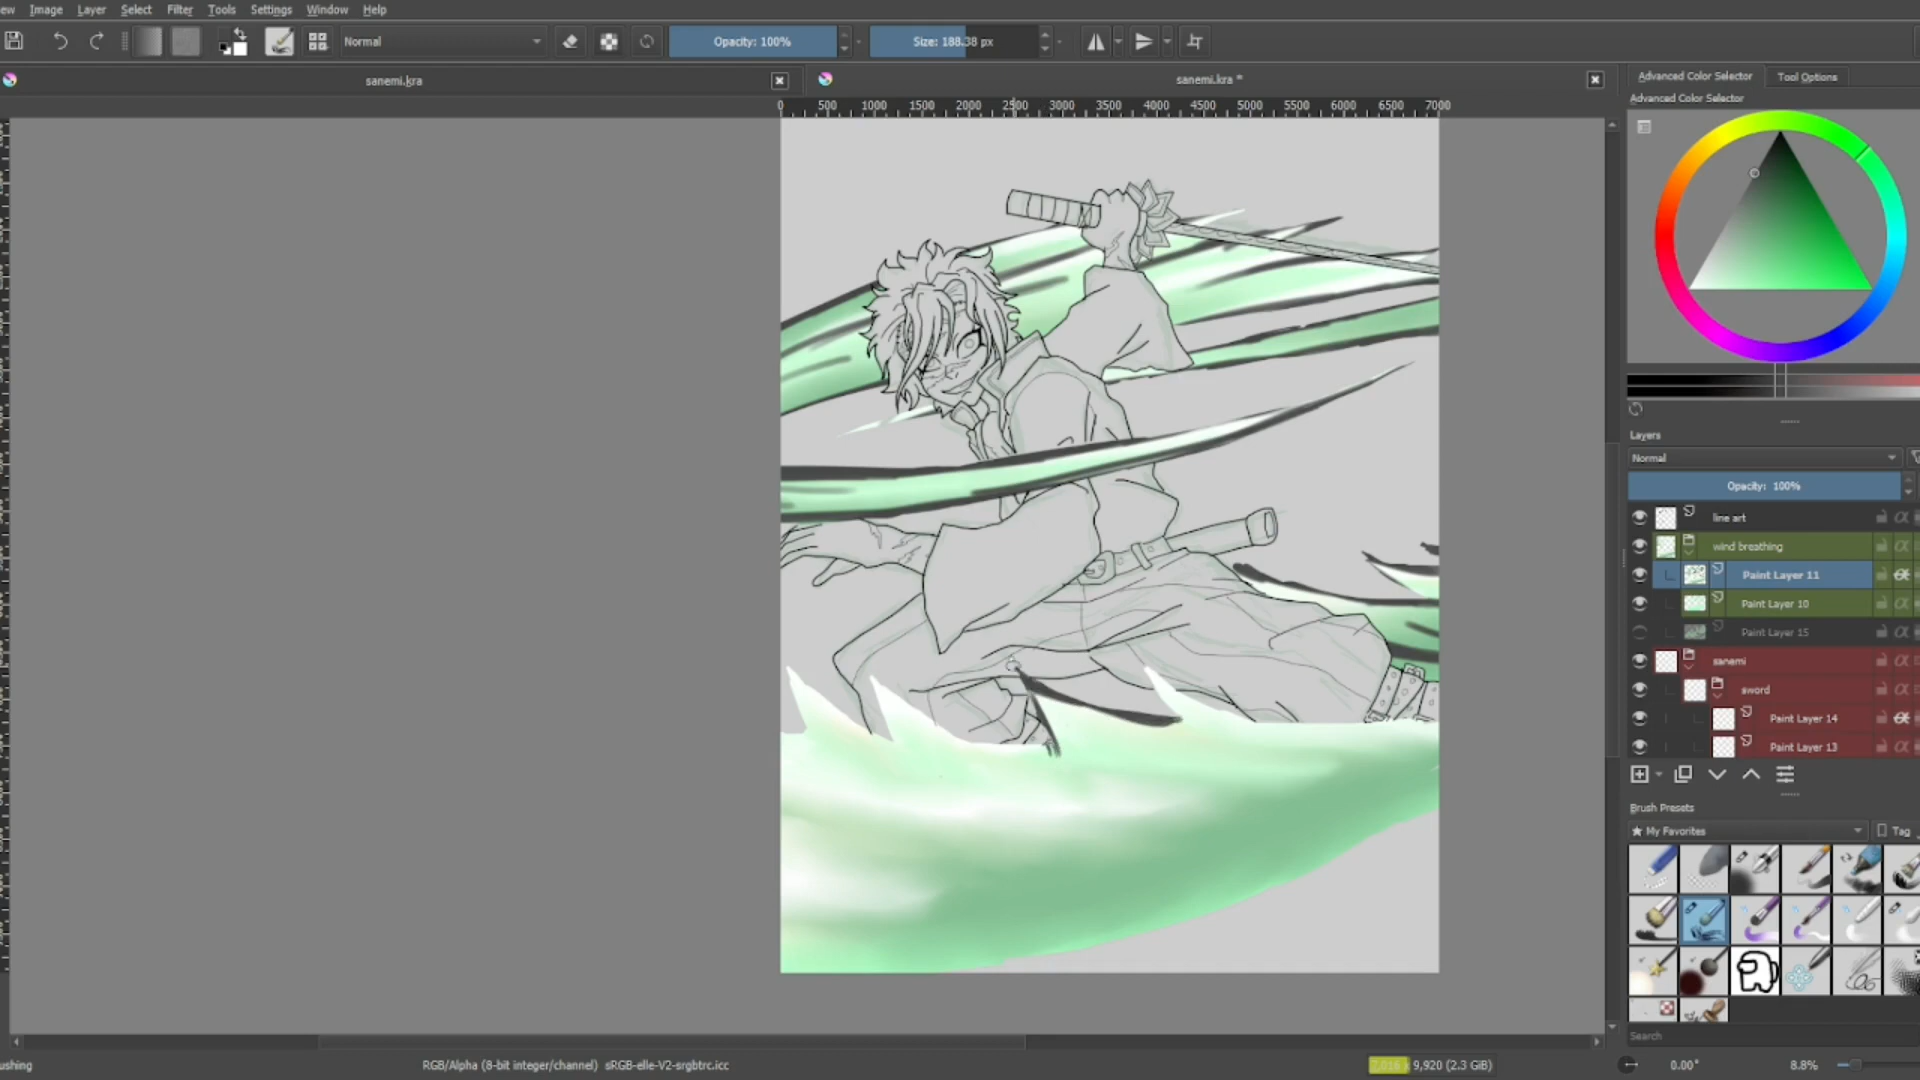 ew Image Layer Select Filter Tools Settings Window Help
Normal Opacity: 100% Size: 188.38 px
sanemi.kra sanemi.kra *
Advanced Color Selector Tool Options
Advanced Color Selector
0 500 1000 1500 2000 2500 3000 3500 4000 4500 5000 5500 6000 6500 7000
Layers
Normal
Opacity: 100%
line art
wind breathing
Paint Layer 11
Paint Layer 10
Paint Layer 15
sanemi
sword
Paint Layer 14
Paint Layer 13
Brush Presets
My Favorites Tag
Search
ushing RGB/Alpha (8-bit integer/channel) sRGB-elle-V2-srgbtrc.icc 7,016 x 9,920 (2.3 GiB) 0.00° 8.8%